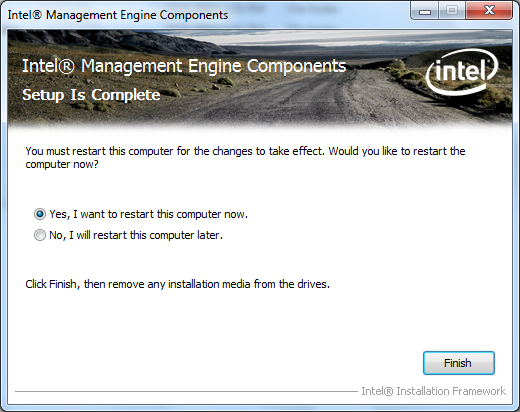 Intel® Management Engine Components
Intel® Management Engine Components
intel
Setup Is Complete
You must restart this computer for the changes to take effect. Would you like to restart the
computer now?
Yes, I want to restart this computer now.
No, I will restart this computer later.
Click Finish, then remove any installation media from the drives.
Finish
Intel® Installation Framework